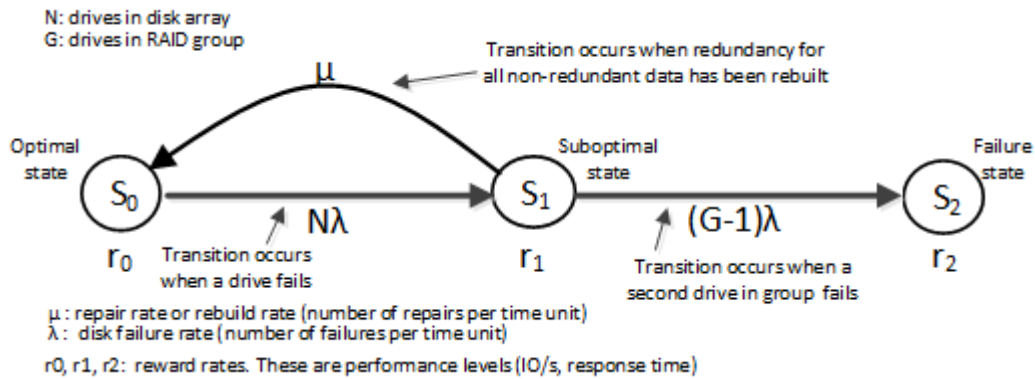 N: drives in disk array
G: drives in RAID group
Transition occurs when redundancy for
all non-redundant data has been rebuilt
μ
Optimal
state
Suboptimal
state
Failure
state
S0
S1
S2
Nλ
(G-1)λ
r0
r1
r2
Transition occurs
when a drive fails
Transition occurs when a
second drive in group fails
μ : repair rate or rebuild rate (number of repairs per time unit)
λ : disk failure rate (number of failures per time unit)
r0, r1, r2: reward rates. These are performance levels (IO/s, response time)